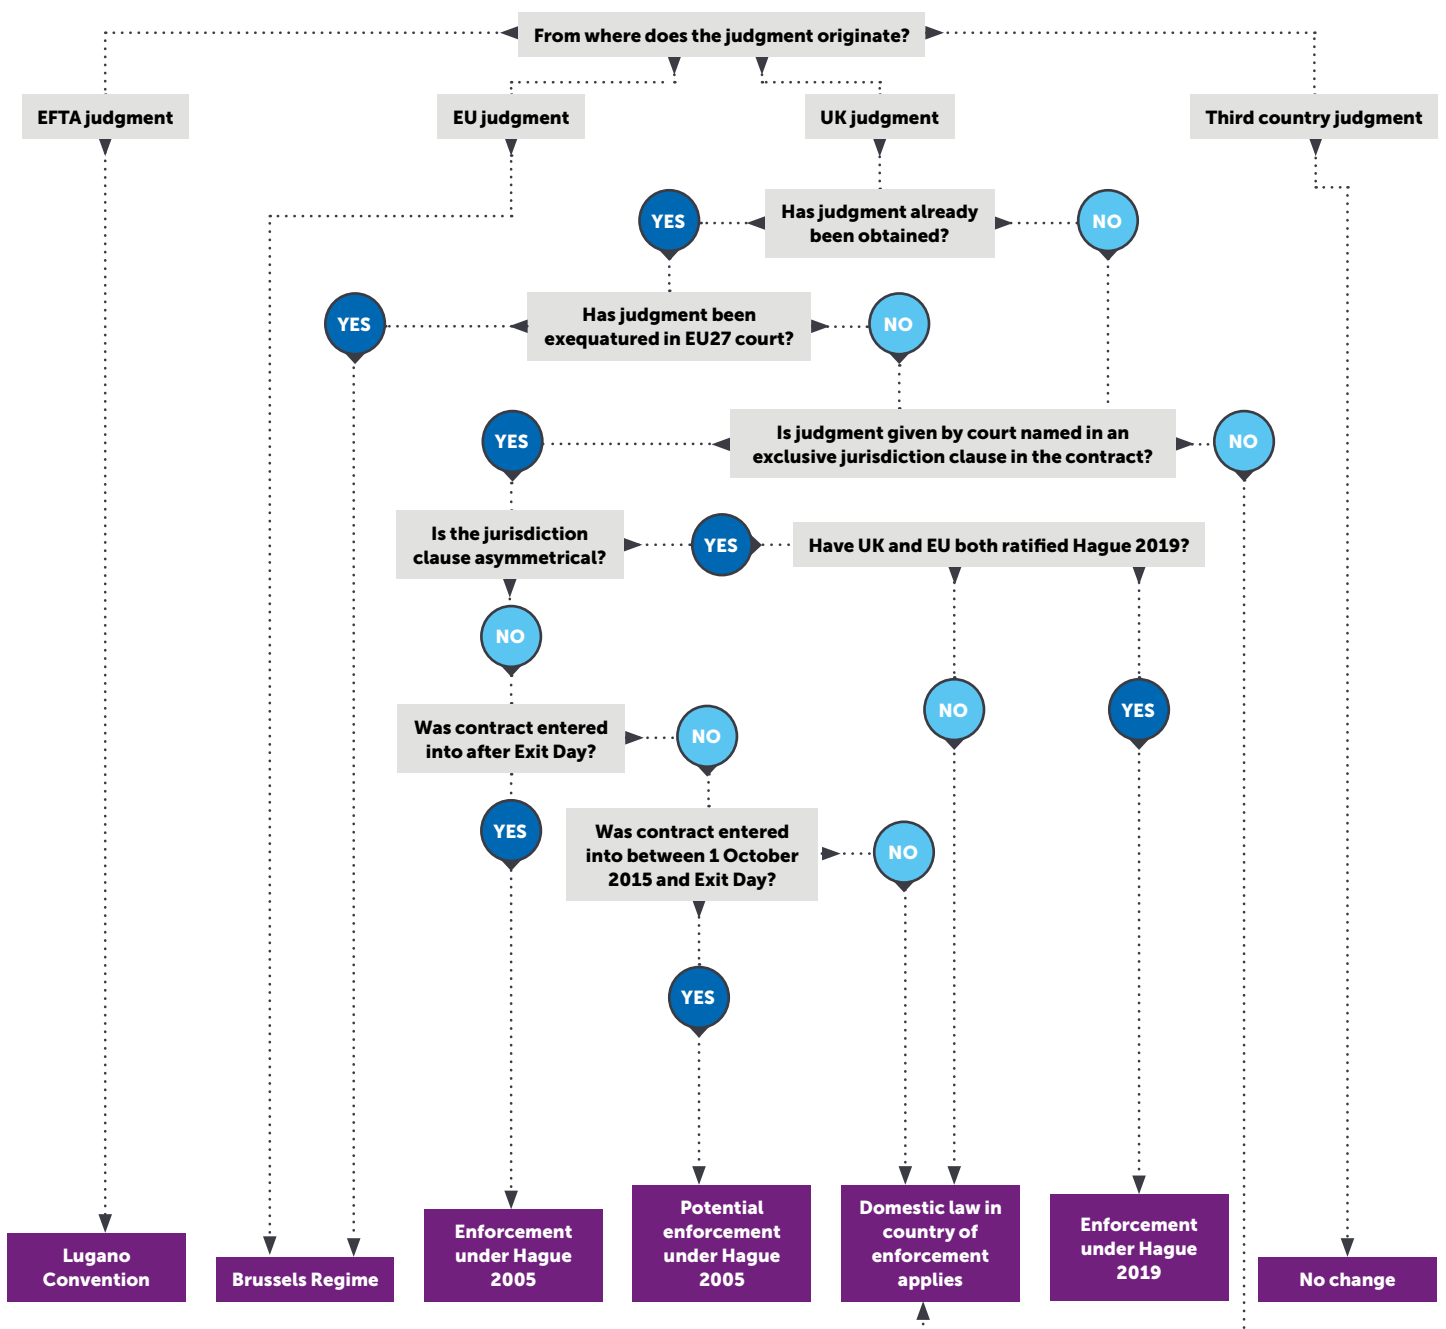 From where does the judgment originate?
EFTA judgment
EU judgment
UK judgment
Third country judgment
YES
Has judgment already
been obtained?
NO
YES
Has judgment been
exequatured in EU27 court?
NO
YES
Is judgment given by court named in an
exclusive jurisdiction clause in the contract?
NO
Is the jurisdiction
clause asymmetrical?
YES
Have UK and EU both ratified Hague 2019?
NO
NO
YES
Was contract entered
into after Exit Day?
NO
YES
Was contract entered
into between 1 October
2015 and Exit Day?
NO
YES
Lugano
Convention
Brussels Regime
Enforcement
under Hague
2005
Potential
enforcement
under Hague
2005
Domestic law in
country of
enforcement
applies
Enforcement
under Hague
2019
No change